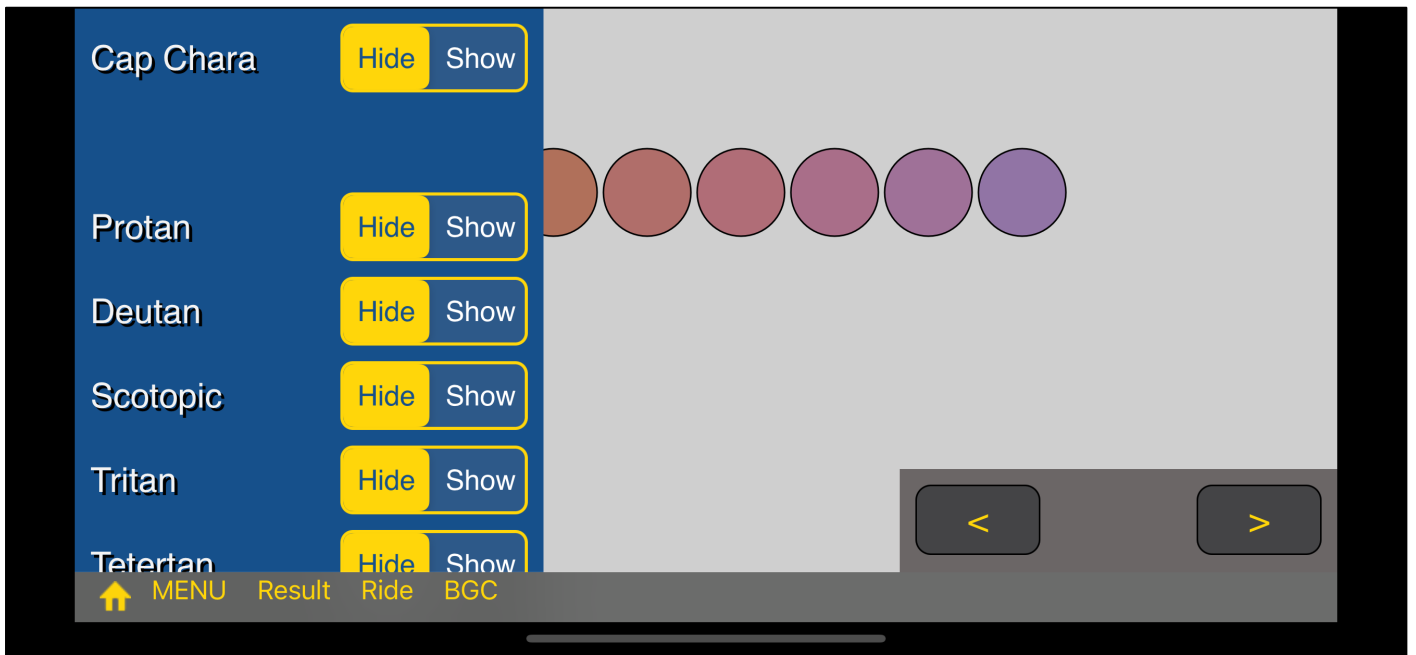 Cap Chara Hide Show
Protan Hide Show
Deutan Hide Show
Scotopic Hide Show
Tritan Hide Show
Tetertan Hide Show
< >
MENU Result Ride BGC